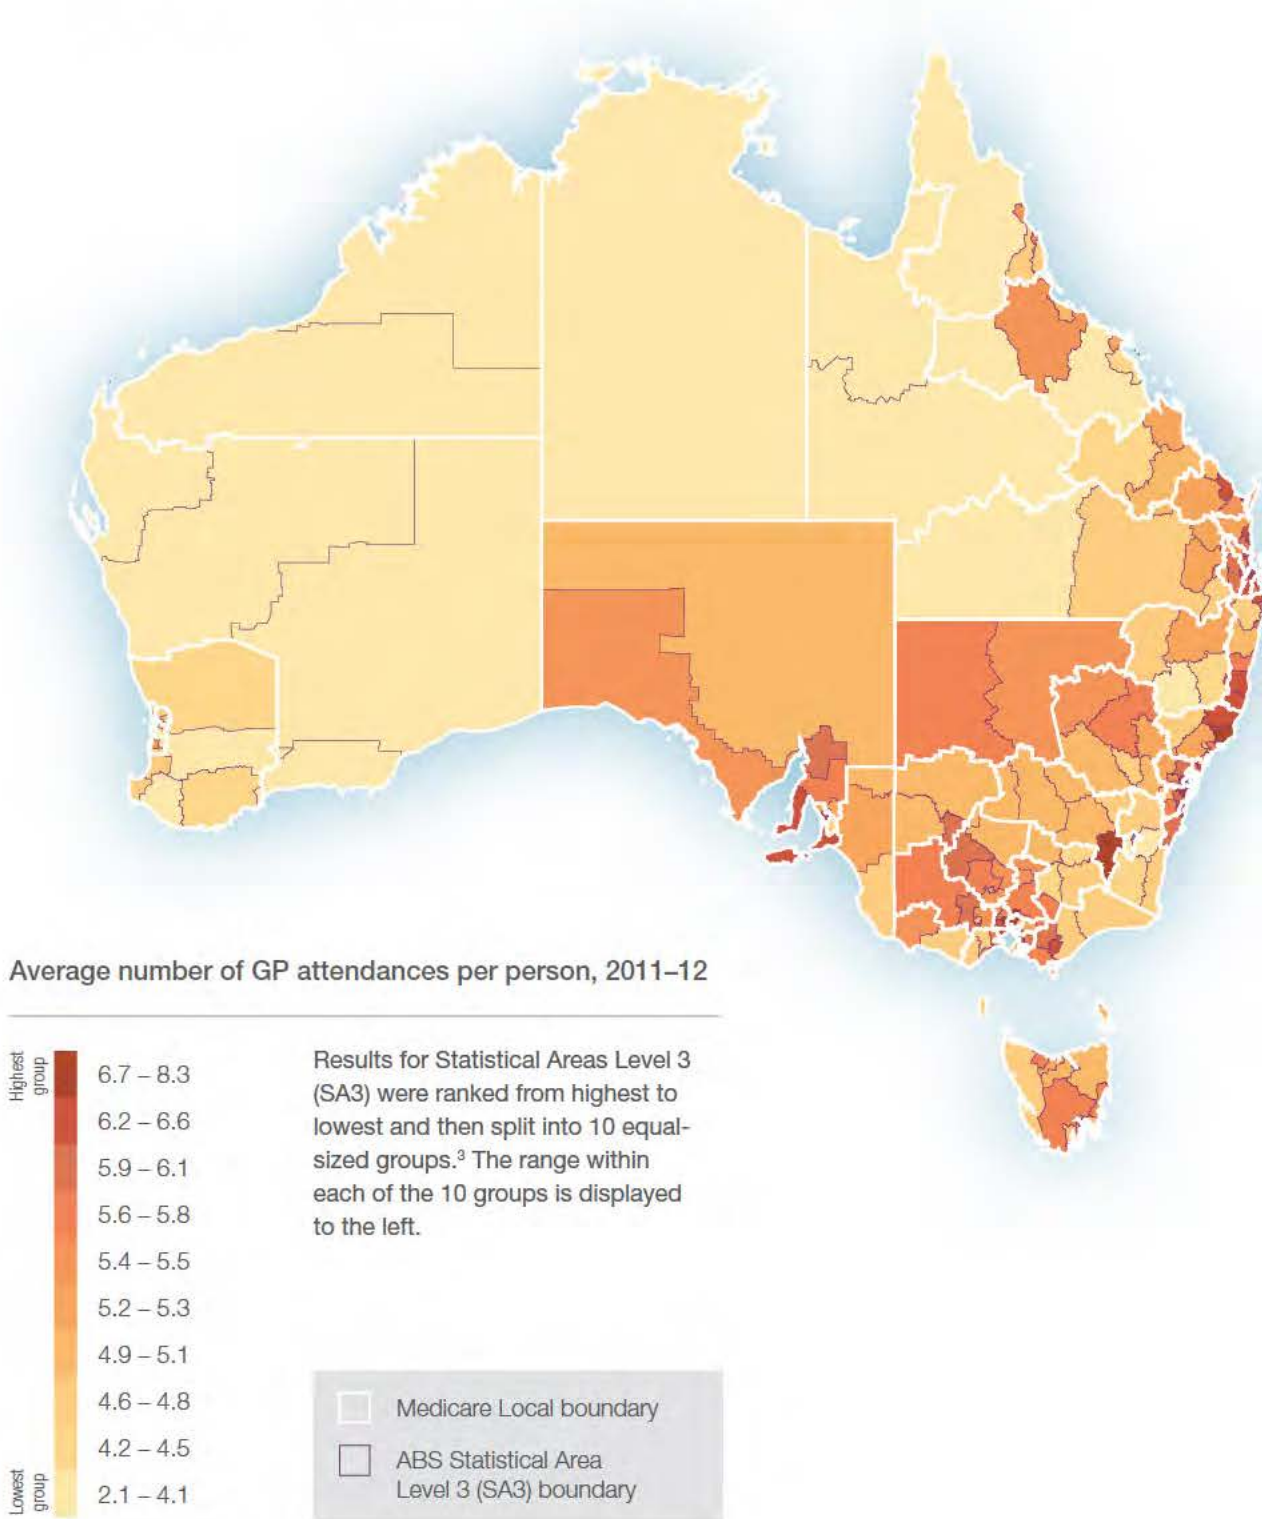 Average number of GP attendances per person, 2011–12
Highest
group
6.7 – 8.3
6.2 – 6.6
5.9 – 6.1
5.6 – 5.8
5.4 – 5.5
5.2 – 5.3
4.9 – 5.1
4.6 – 4.8
4.2 – 4.5
2.1 – 4.1
Lowest
group
Results for Statistical Areas Level 3
(SA3) were ranked from highest to
lowest and then split into 10 equal-
sized groups.³ The range within
each of the 10 groups is displayed
to the left.
Medicare Local boundary
ABS Statistical Area
Level 3 (SA3) boundary